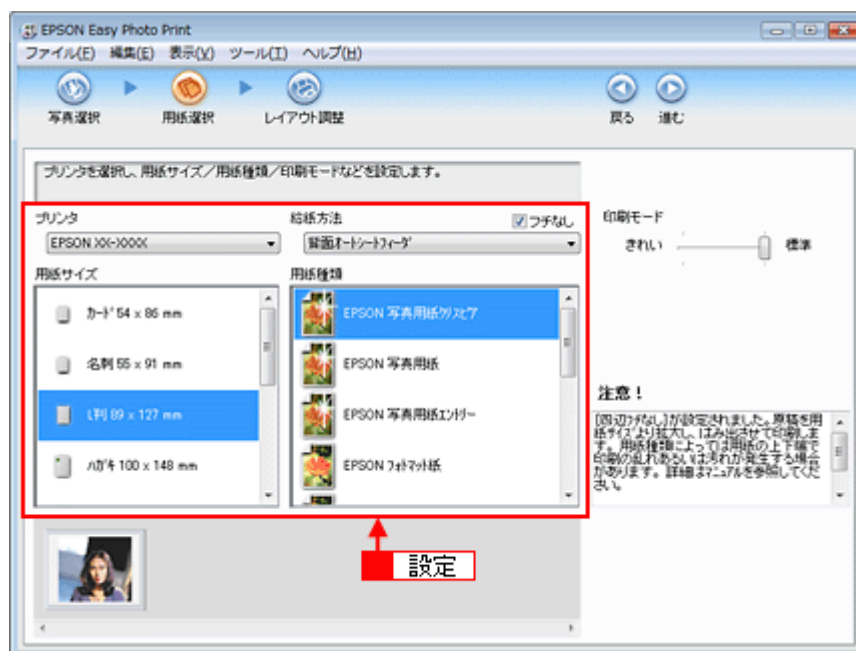 EPSON Easy Photo Print
ファイル(F) 編集(E) 表示(V) ツール(T) ヘルプ(H)
写真選択 用紙選択 レイアウト調整 戻る 進む
プリンタを選択し、用紙サイズ／用紙種類／印刷モードなどを設定します。
プリンタ 給紙方法 フチなし 印刷モード
EPSON XX-XXXX 背面オートシートフィーダ きれい 標準
用紙サイズ 用紙種類
カード 54 x 86 mm EPSON 写真用紙クリスピア
名刺 55 x 91 mm EPSON 写真用紙
L判 89 x 127 mm EPSON 写真用紙エントリー
ハガキ 100 x 148 mm EPSON フォトマット紙
注意！
[四辺フチなし]が設定されました。原稿を用
紙サイズより拡大し、はみ出させて印刷しま
す。用紙種類によっては用紙の上下端で
印刷の乱れあるいは汚れが発生する場合
があります。詳細はマニュアルを参照してくだ
さい。
設定